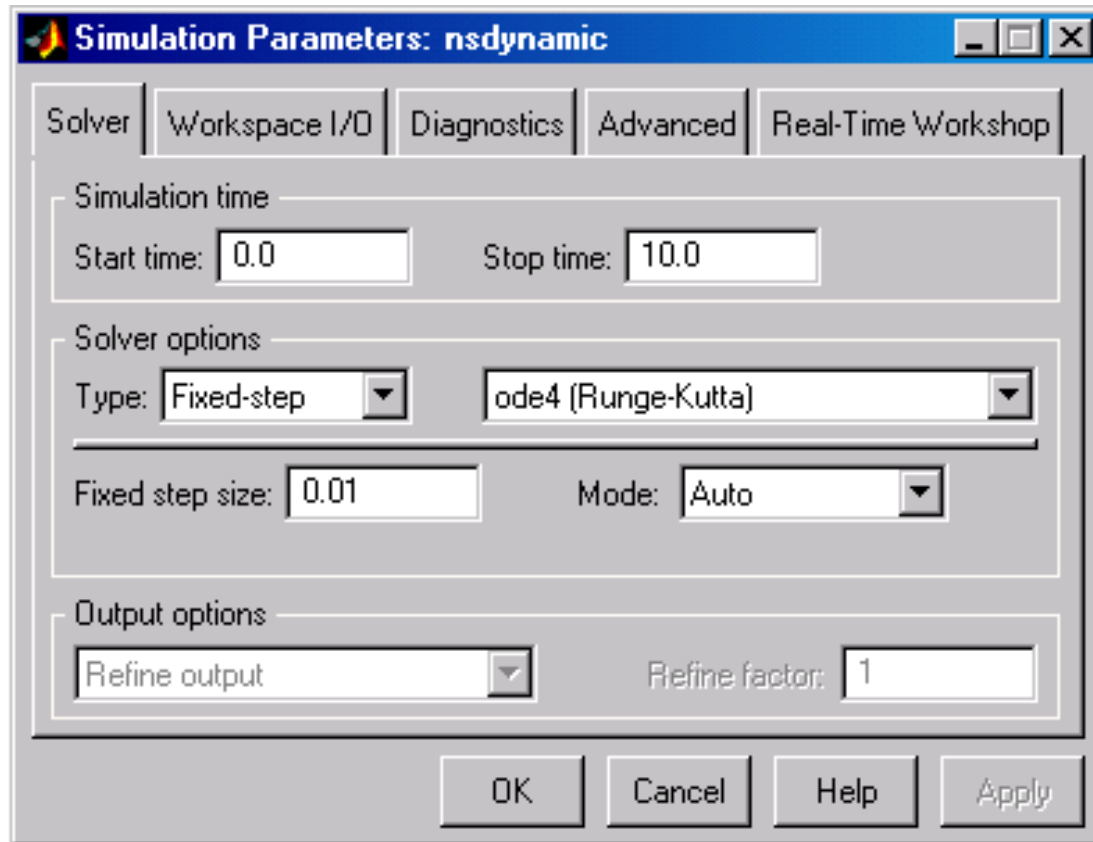 Simulation Parameters: nsdynamic
Solver Workspace I/O Diagnostics Advanced Real-Time Workshop
Simulation time
Start time: 0.0 Stop time: 10.0
Solver options
Type: Fixed-step ode4 (Runge-Kutta)
Fixed step size: 0.01 Mode: Auto
Output options
Refine output Refine factor: 1
OK Cancel Help Apply